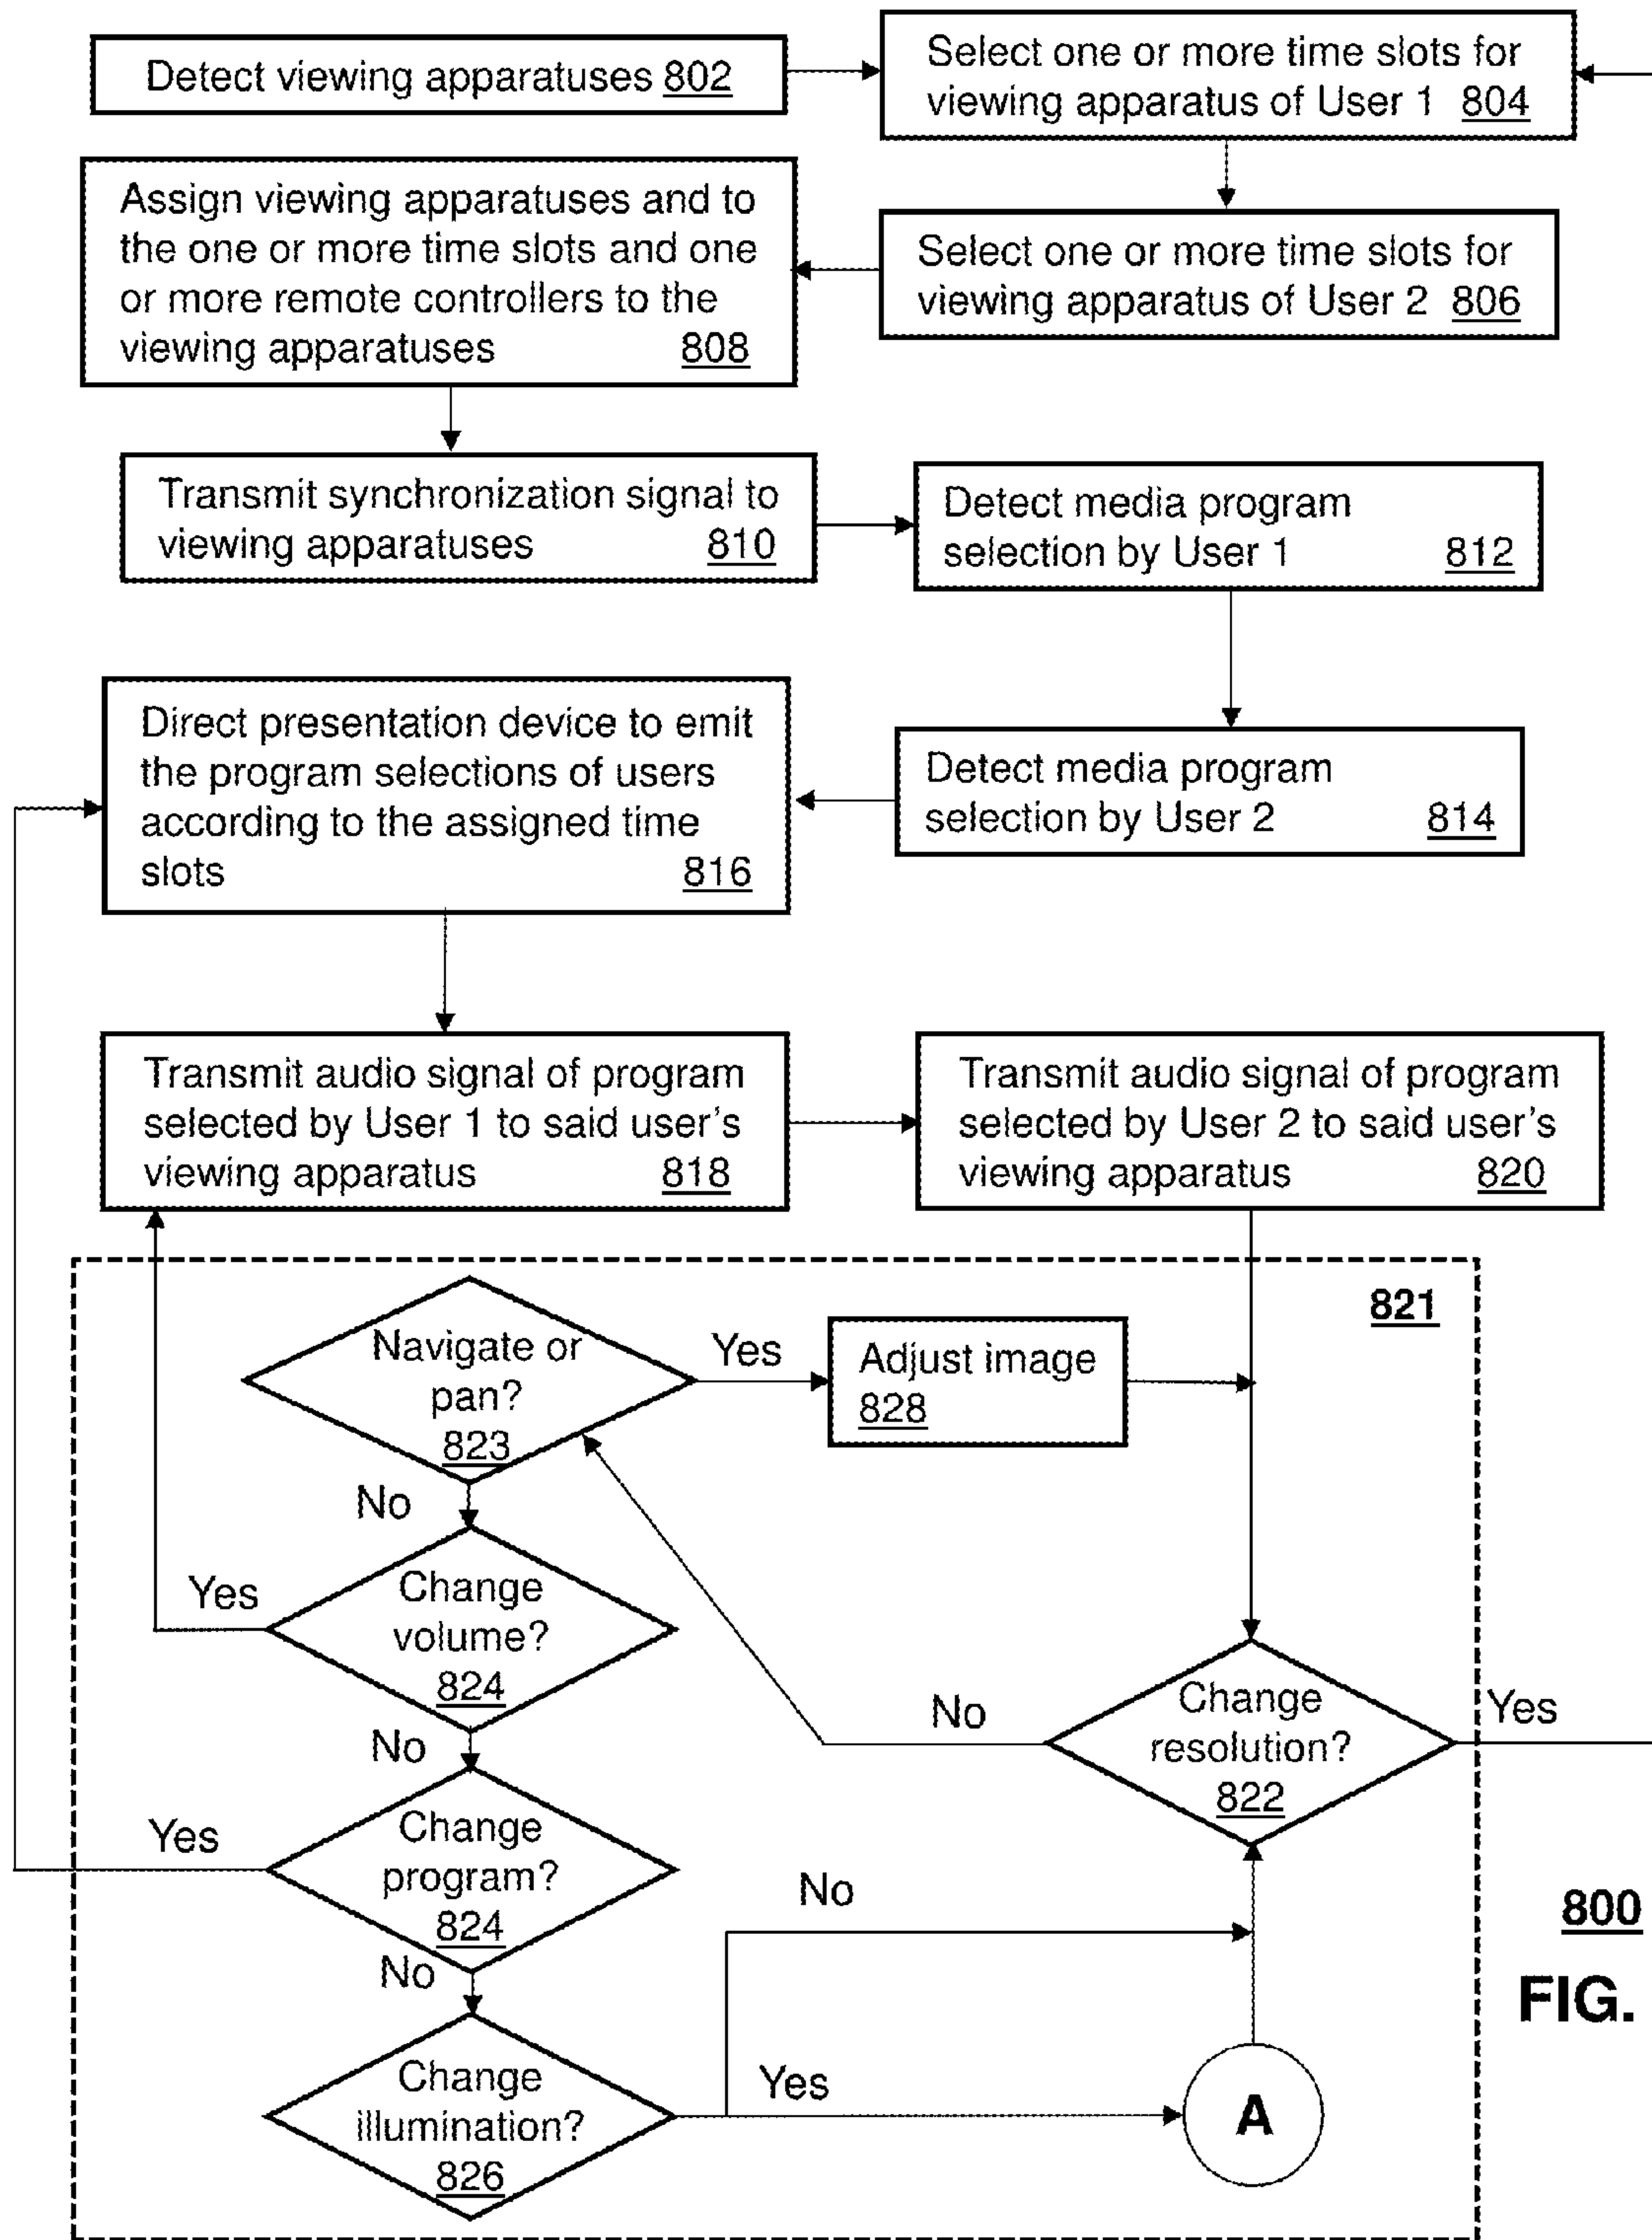 Detect viewing apparatuses 802
Select one or more time slots for
viewing apparatus of User 1 804
Assign viewing apparatuses and to
the one or more time slots and one
or more remote controllers to the
viewing apparatuses 808
Select one or more time slots for
viewing apparatus of User 2 806
Transmit synchronization signal to
viewing apparatuses 810
Detect media program
selection by User 1 812
Direct presentation device to emit
the program selections of users
according to the assigned time
slots 816
Detect media program
selection by User 2 814
Transmit audio signal of program
selected by User 1 to said user's
viewing apparatus 818
Transmit audio signal of program
selected by User 2 to said user's
viewing apparatus 820
821
Navigate or
pan?
823
Yes
Adjust image
828
No
Change
volume?
824
Yes
No
Change
resolution?
822
No
Yes
Change
program?
824
Yes
No
Change
illumination?
826
No
Yes
A
800
FIG.